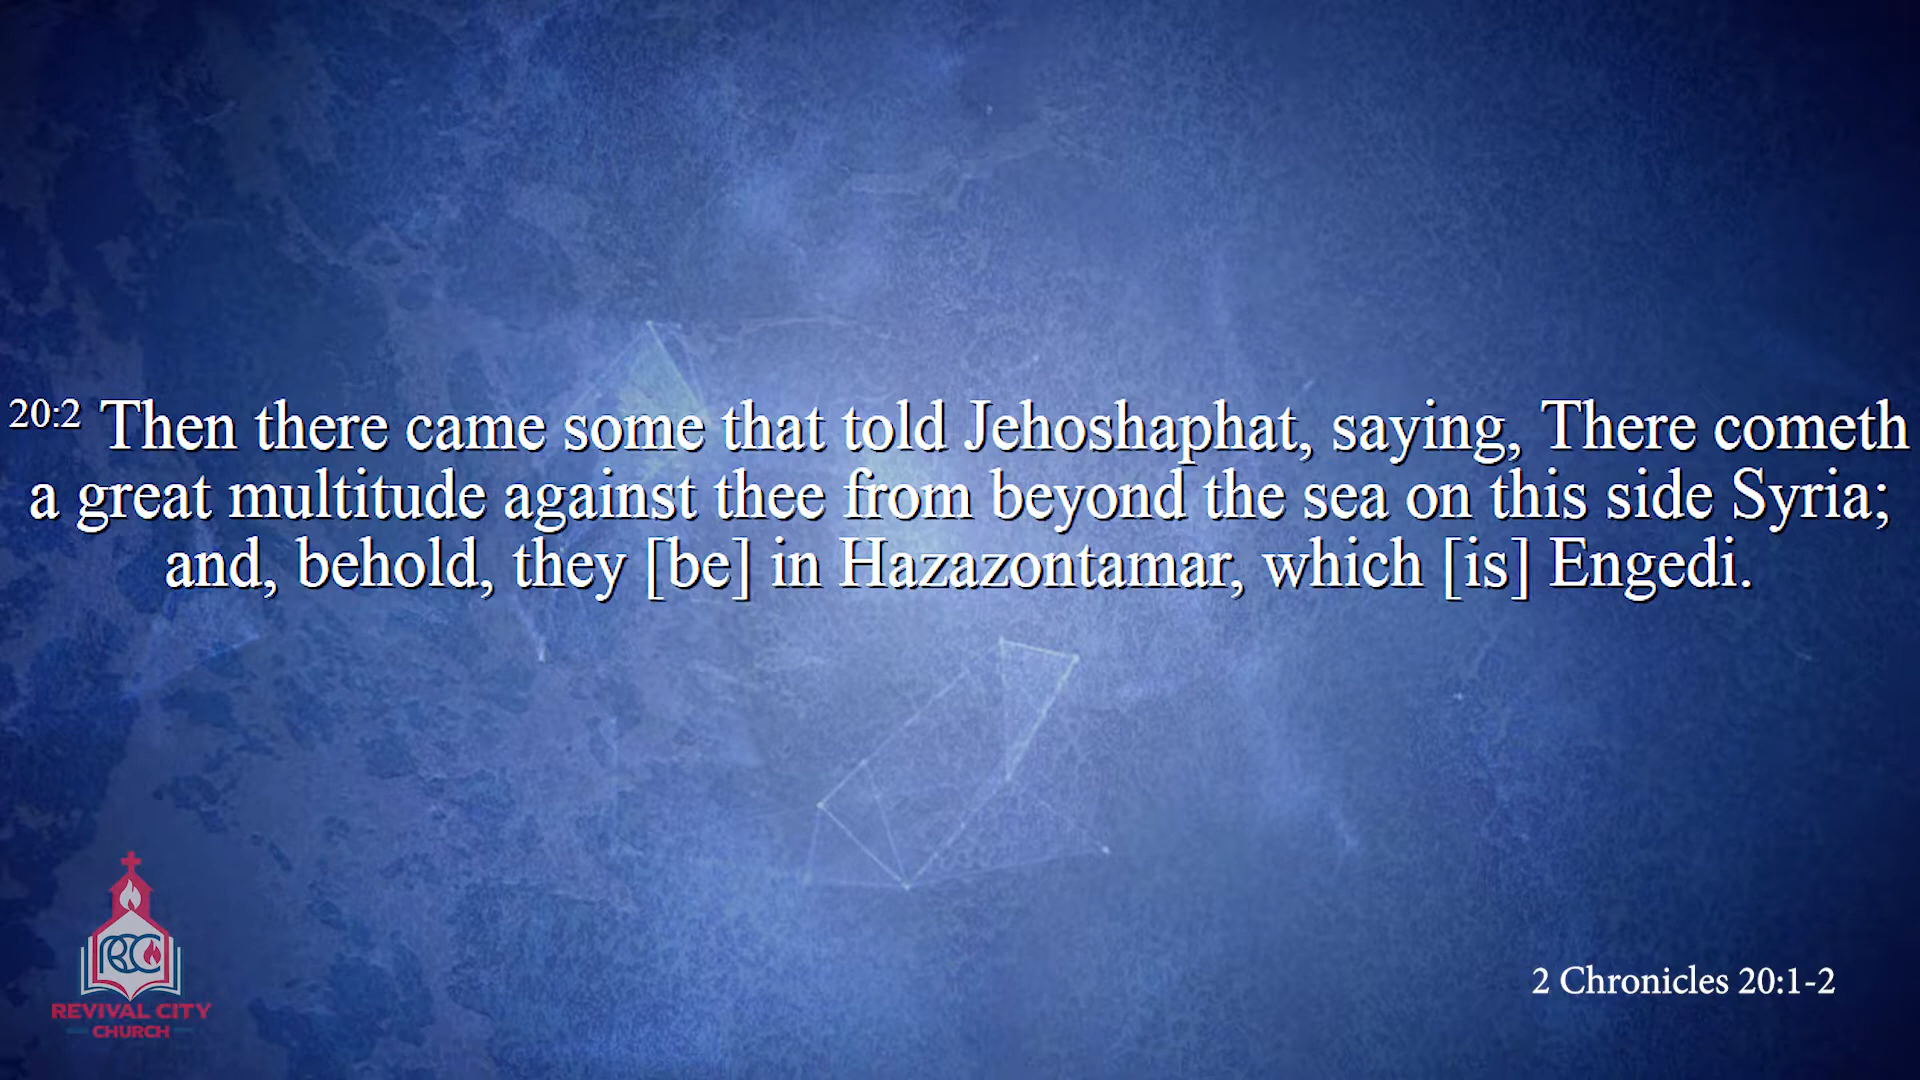 20:2 Then there came some that told Jehoshaphat, saying, There cometh
a great multitude against thee from beyond the sea on this side Syria;
and, behold, they [be] in Hazazontamar, which [is] Engedi.
RCC
REVIVAL CITY
CHURCH
2 Chronicles 20:1-2